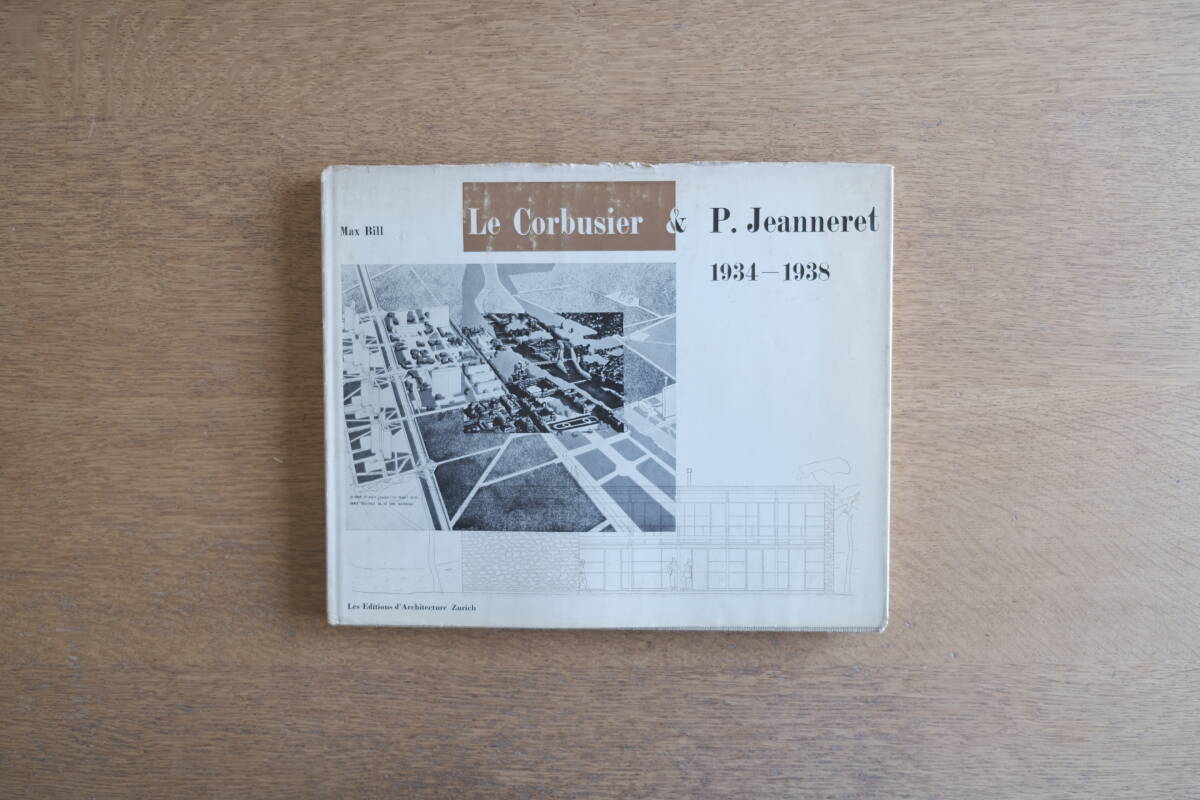 Max Bill
Le Corbusier & P. Jeanneret
1934—1938
Les Editions d'Architecture Zurich